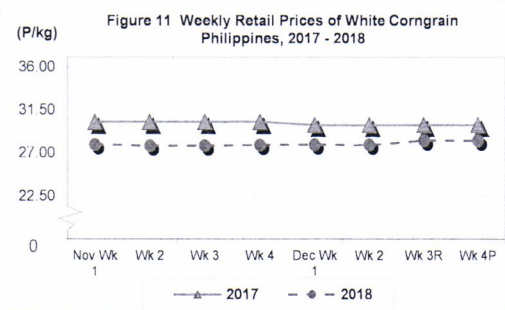 Figure 11 Weekly Retail Prices of White Corngrain
Philippines, 2017 - 2018
(P/kg)
36.00
31.50
27.00
22.50
0
Nov Wk 1
Wk 2
Wk 3
Wk 4
Dec Wk 1
Wk 2
Wk 3R
Wk 4P
2017
2018